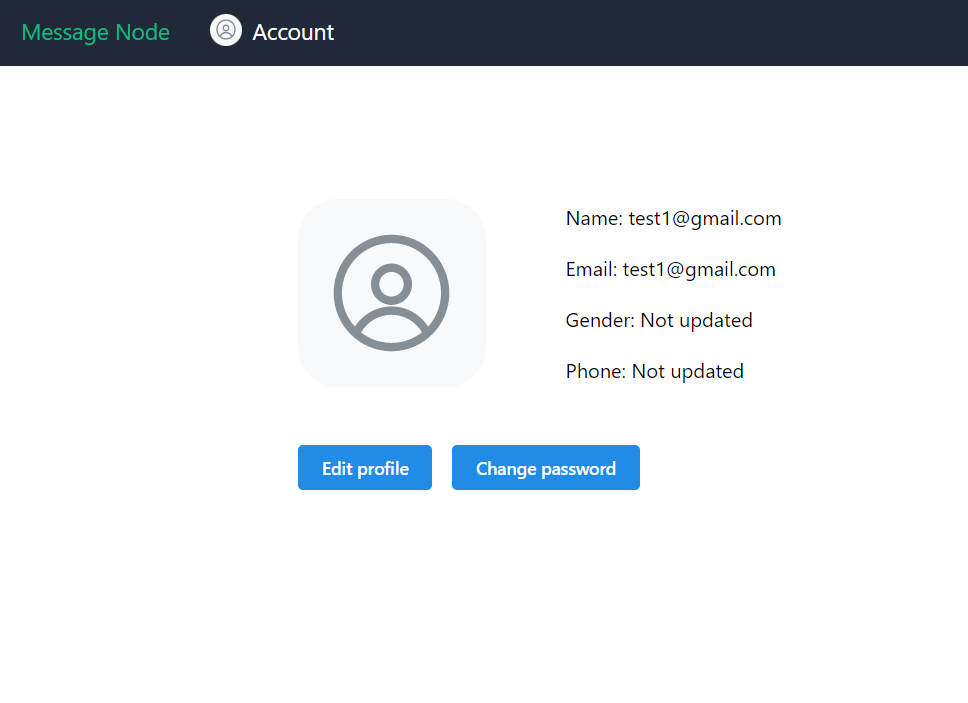 Message Node
Account
Name: test1@gmail.com
Email: test1@gmail.com
Gender: Not updated
Phone: Not updated
Edit profile
Change password